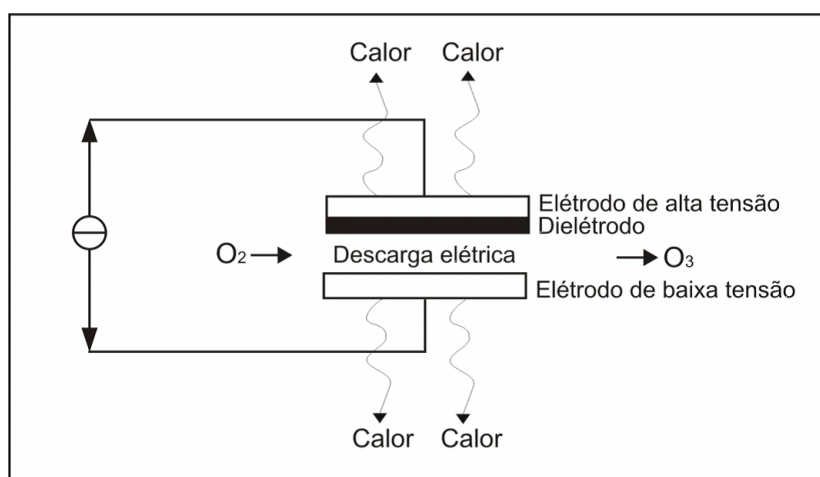 Calor Calor
Elétrodo de alta tensão
Dielétrodo
O₂ Descarga elétrica O₃
Elétrodo de baixa tensão
Calor Calor